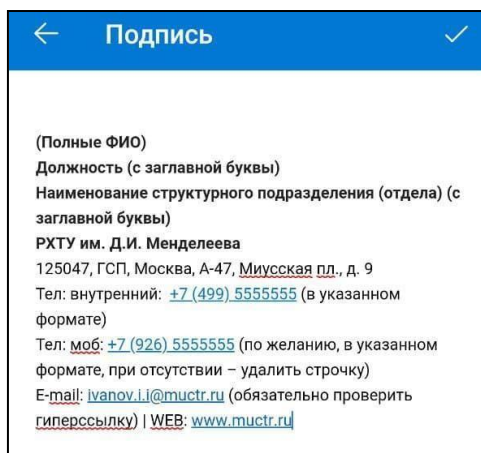 Подпись
(Полные ФИО)
Должность (с заглавной буквы)
Наименование структурного подразделения (отдела) (с
заглавной буквы)
РХТУ им. Д.И. Менделеева
125047, ГСП, Москва, А-47, Миусская пл., д. 9
Тел: внутренний: +7 (499) 5555555 (в указанном
формате)
Тел: моб: +7 (926) 5555555 (по желанию, в указанном
формате, при отсутствии – удалить строчку)
E-mail: ivanov.i.i@muctr.ru (обязательно проверить
гиперссылку) | WEB: www.muctr.ru